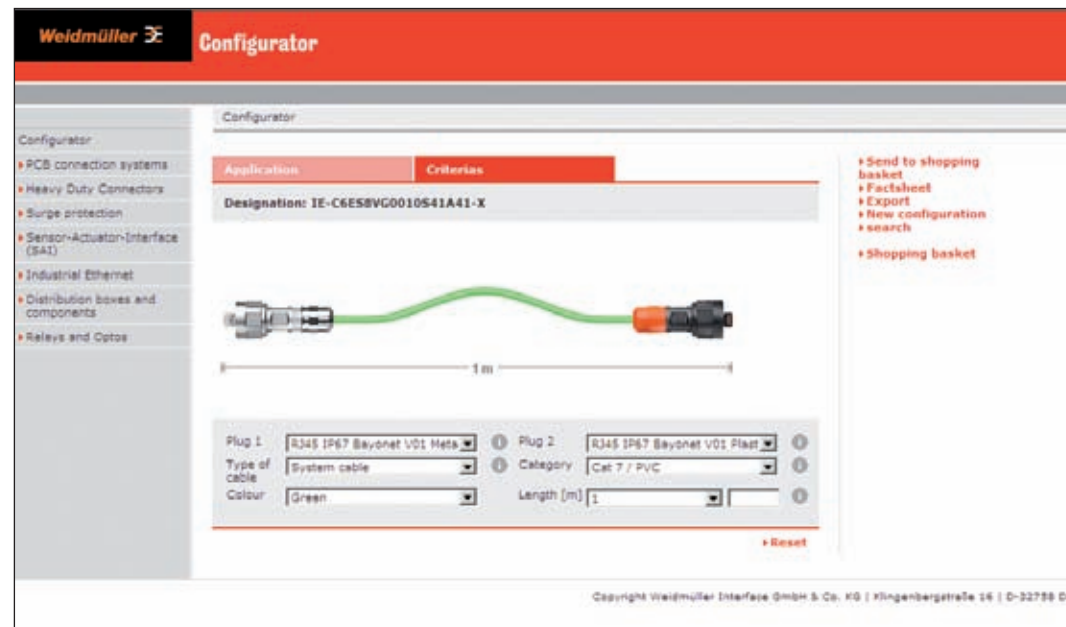 Weidmüller
Configurator
Configurator
Configurator
PCB connection systems
Heavy Duty Connectors
Surge protection
Sensor-Actuator-Interface
(SAI)
Industrial Ethernet
Distribution boxes and
components
Relays and Optos
Application
Criterias
Designation: IE-C6ES8VG0010S41A41-X
1 m
Plug 1
RJ45 IP67 Bayonet V01 Meta
Plug 2
RJ45 IP67 Bayonet V01 Plast
Type of
cable
System cable
Category
Cat 7 / PVC
Colour
Green
Length [m]
1
Reset
Send to shopping
basket
Factsheet
Export
New configuration
search
Shopping basket
Copyright Weidmüller Interface GmbH & Co. KG | Klingenbergstraße 16 | D-32758 D